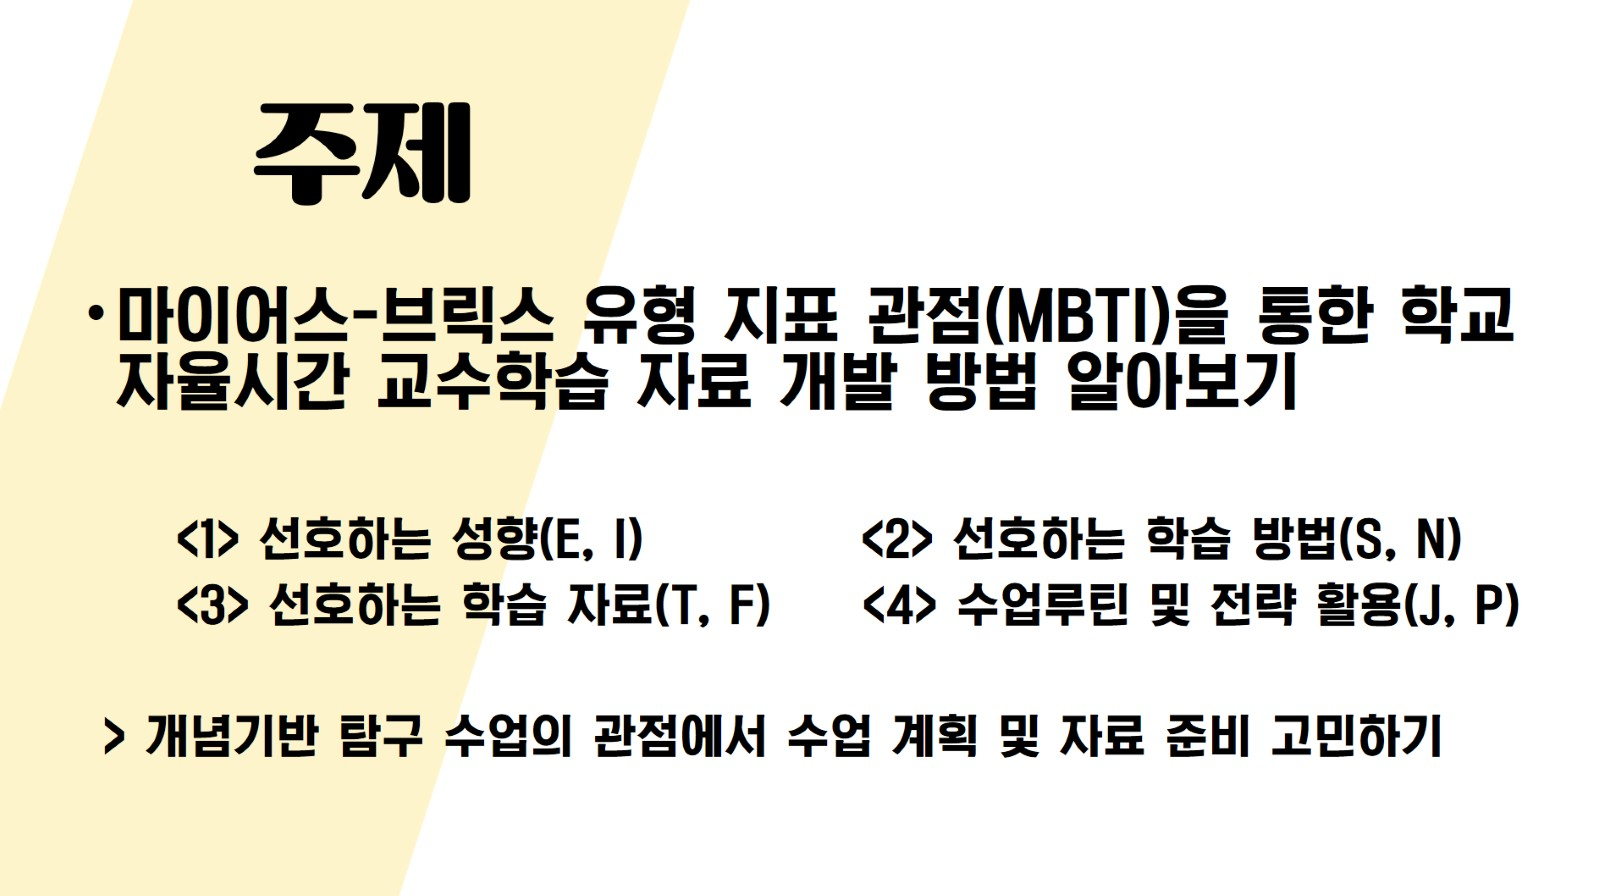 주제
• 마이어스-브릭스 유형 지표 관점(MBTI)을 통한 학교
자율시간 교수학습 자료 개발 방법 알아보기
<1> 선호하는 성향(E, I) <2> 선호하는 학습 방법(S, N)
<3> 선호하는 학습 자료(T, F) <4> 수업루틴 및 전략 활용(J, P)
> 개념기반 탐구 수업의 관점에서 수업 계획 및 자료 준비 고민하기